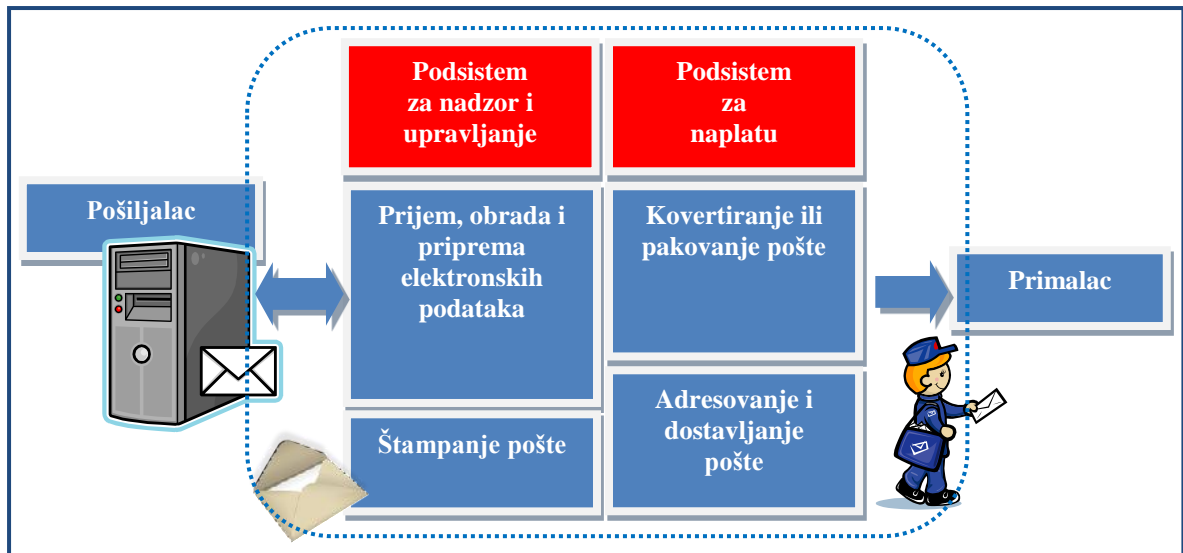 Pošiljalac
Podsistem
za nadzor i
upravljanje
Podsistem
za
naplatu
Prijem, obrada i
priprema
elektronskih
podataka
Kovertiranje ili
pakovanje pošte
Štampanje pošte
Adresovanje i
dostavljanje
pošte
Primalac